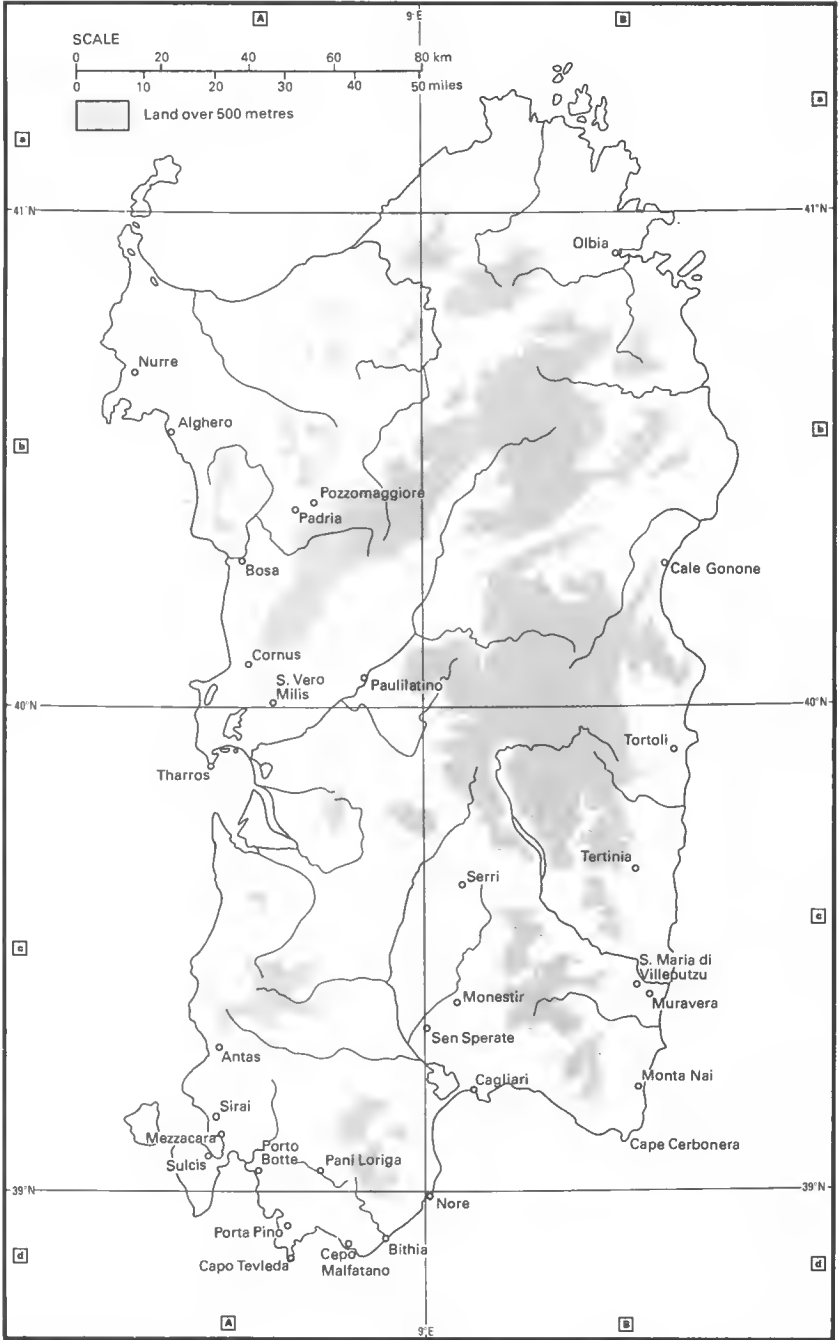 A
9°E
B
SCALE
0 20 40 60 80 km
0 10 20 30 40 50 miles
Land over 500 metres
a
a
41°N
41°N
Olbia
Nurre
Alghero
b
b
Pozzomaggiore
Padria
Bosa
Cale Gonone
Cornus
S. Vero
Milis
Paulilatino
40°N
40°N
Tortoli
Tharros
Tertinia
Serri
c
c
S. Maria di
Villeputzu
Muravera
Monestir
Sen Sperate
Antas
Cagliari
Monta Nai
Sirai
Mezzacara
Cape Cerbonera
Sulcis
Porto
Botte
Pani Loriga
39°N
39°N
Nore
Porta Pino
Bithia
Capo Tevleda
Cepo
Malfatano
d
d
A
9°E
B